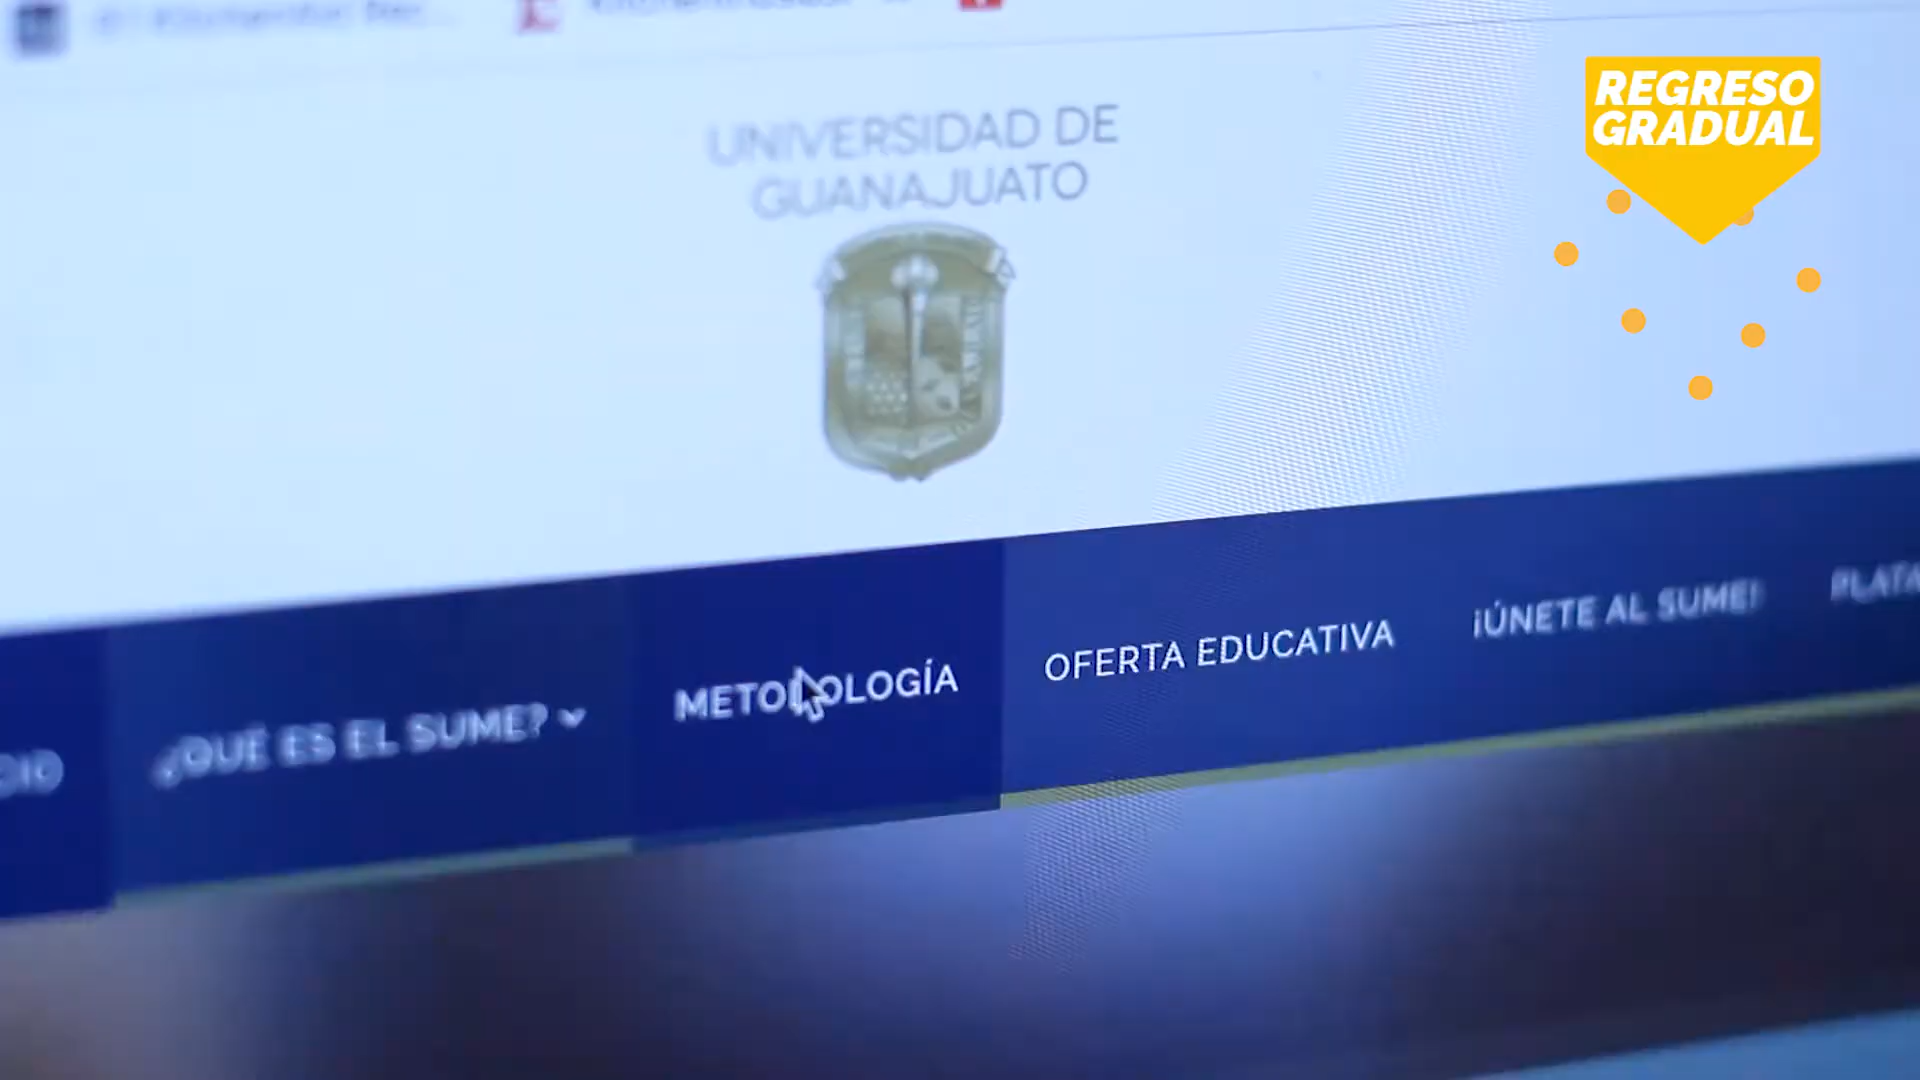 REGRESO
GRADUAL
UNIVERSIDAD DE
GUANAJUATO
¿QUÉ ES EL SUME?
METODOLOGÍA
OFERTA EDUCATIVA
¡ÚNETE AL SUME!